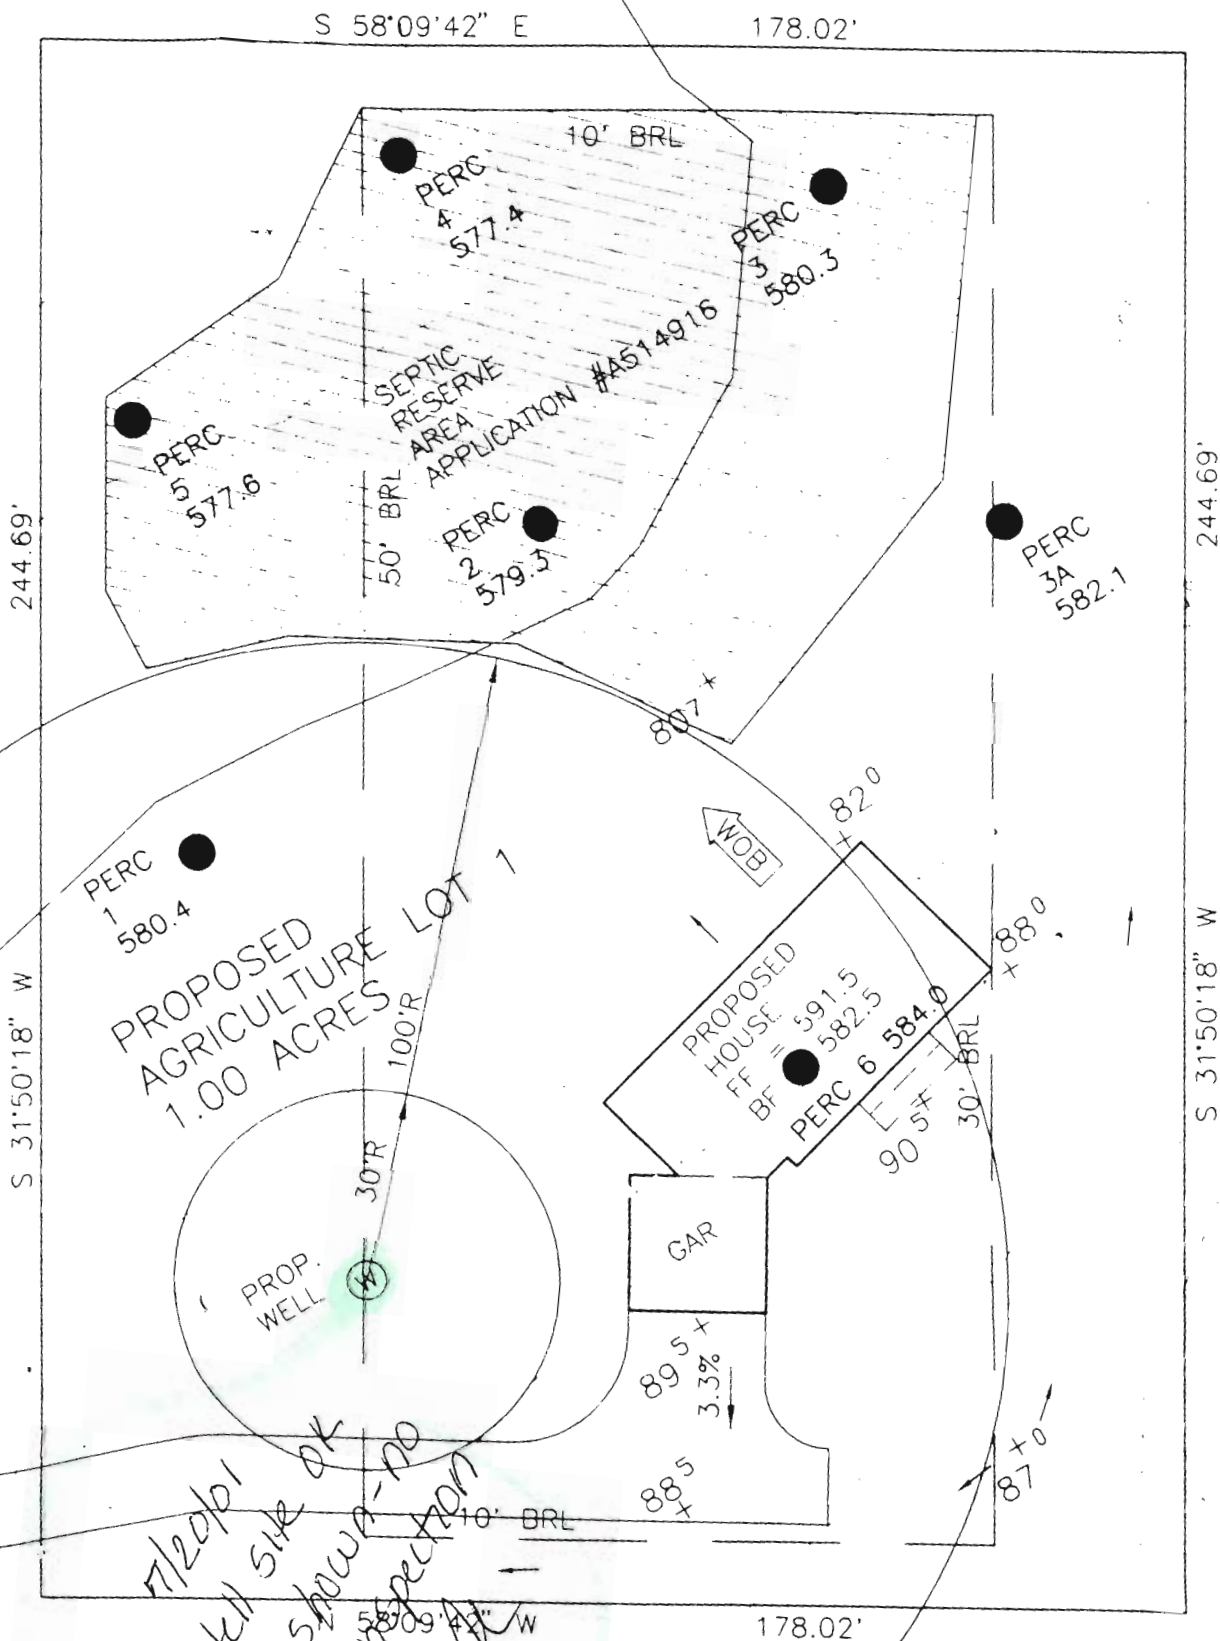 S 58°09'42" E 178.02'
10' BRL
PERC
4
577.4
PERC
3
580.3
SEPTIC
RESERVE
AREA
APPLICATION #A514916
PERC
5
577.6
50' BRL
PERC
2
579.3
PERC
3A
582.1
244.69'
244.69'
80⁷
82⁰
WOB
PERC
1
580.4
PROPOSED
AGRICULTURE LOT 1
1.00 ACRES
100'R
88⁰
PROPOSED
HOUSE
FF = 591.5
BF 582.5
PERC 6 584.0
30' BRL
90⁵
S 31°50'18" W
S 31°50'18" W
30'R
PROP.
WELL
W
GAR
89⁵
3.3%
88⁵
87⁰
10' BRL
7/20/01
site OK
shown - no
58°09'42" W 178.02'